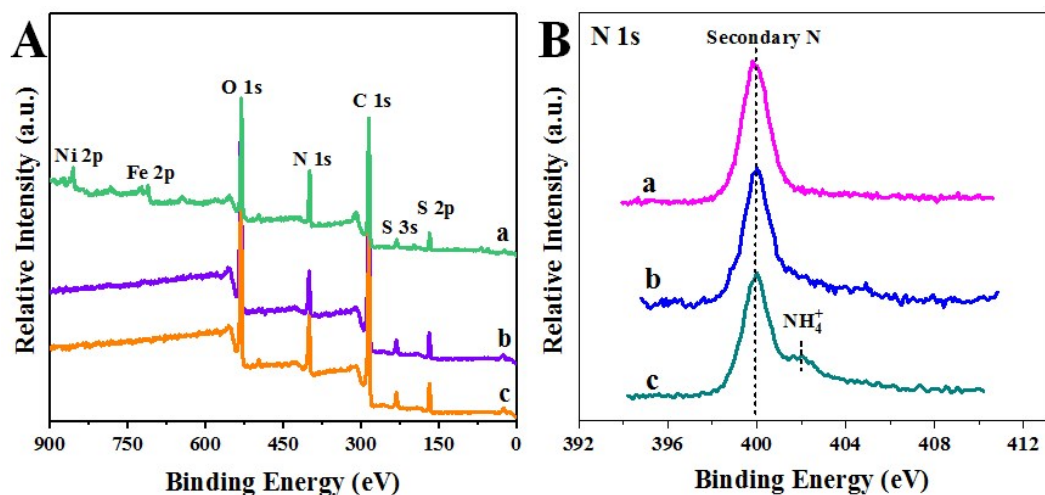 A
B
N 1s
Secondary N
O 1s
C 1s
Ni 2p
Fe 2p
N 1s
S 3s
S 2p
a
b
c
a
b
NH₄⁺
c
900 750 600 450 300 150 0
392 396 400 404 408 412
Binding Energy (eV)
Binding Energy (eV)
Relative Intensity (a.u.)
Relative Intensity (a.u.)